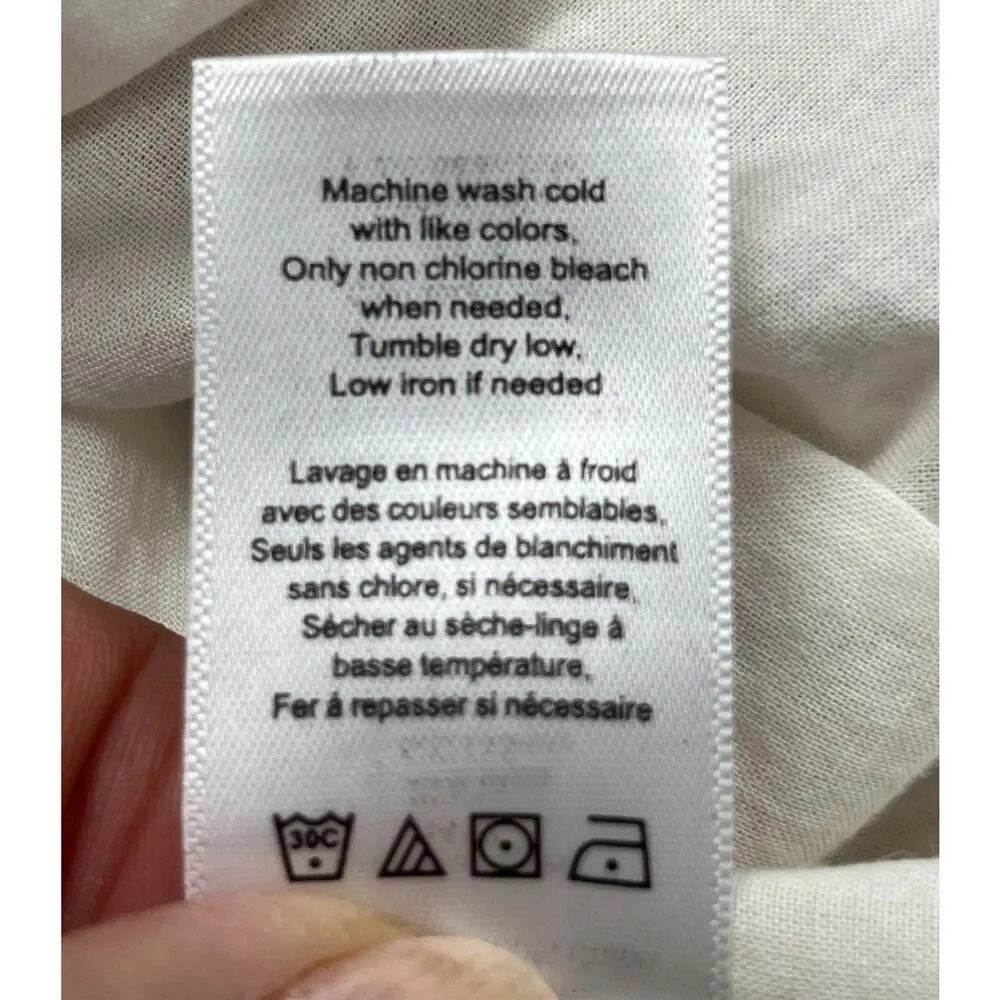 Machine wash cold
with like colors,
Only non chlorine bleach
when needed,
Tumble dry low,
Low iron if needed
Lavage en machine à froid
avec des couleurs semblables,
Seuls les agents de blanchiment
sans chlore, si nécessaire,
Sécher au sèche-linge à
basse température,
Fer à repasser si nécessaire
30C